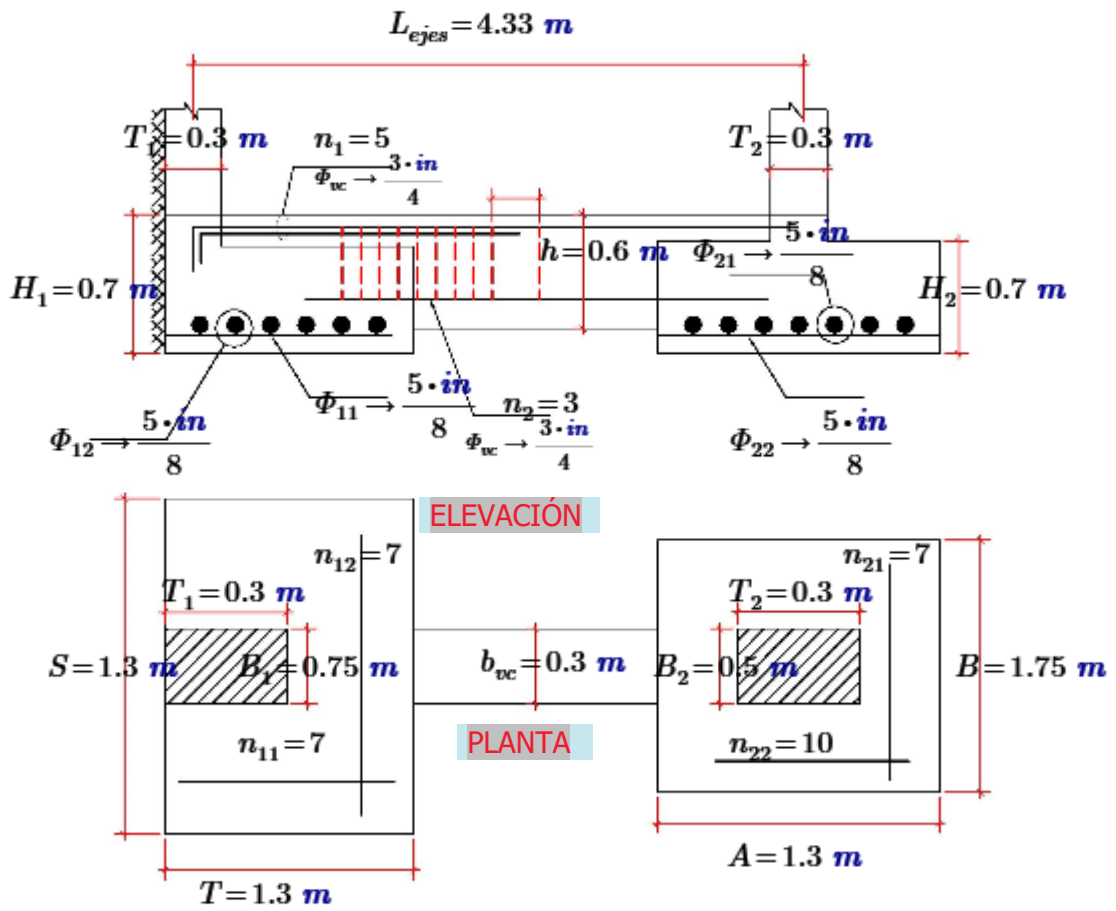 L_ejes = 4.33 m
T_1 = 0.3 m
n_1 = 5
Φ_vc → 3·in/4
T_2 = 0.3 m
H_1 = 0.7 m
h = 0.6 m
Φ_21 → 5·in/8
H_2 = 0.7 m
Φ_12 → 5·in/8
Φ_11 → 5·in/8
n_2 = 3
Φ_vc → 3·in/4
Φ_22 → 5·in/8
ELEVACIÓN
n_12 = 7
n_21 = 7
T_1 = 0.3 m
T_2 = 0.3 m
S = 1.3 m
B_1 = 0.75 m
b_vc = 0.3 m
B_2 = 0.5 m
B = 1.75 m
n_11 = 7
PLANTA
n_22 = 10
A = 1.3 m
T = 1.3 m